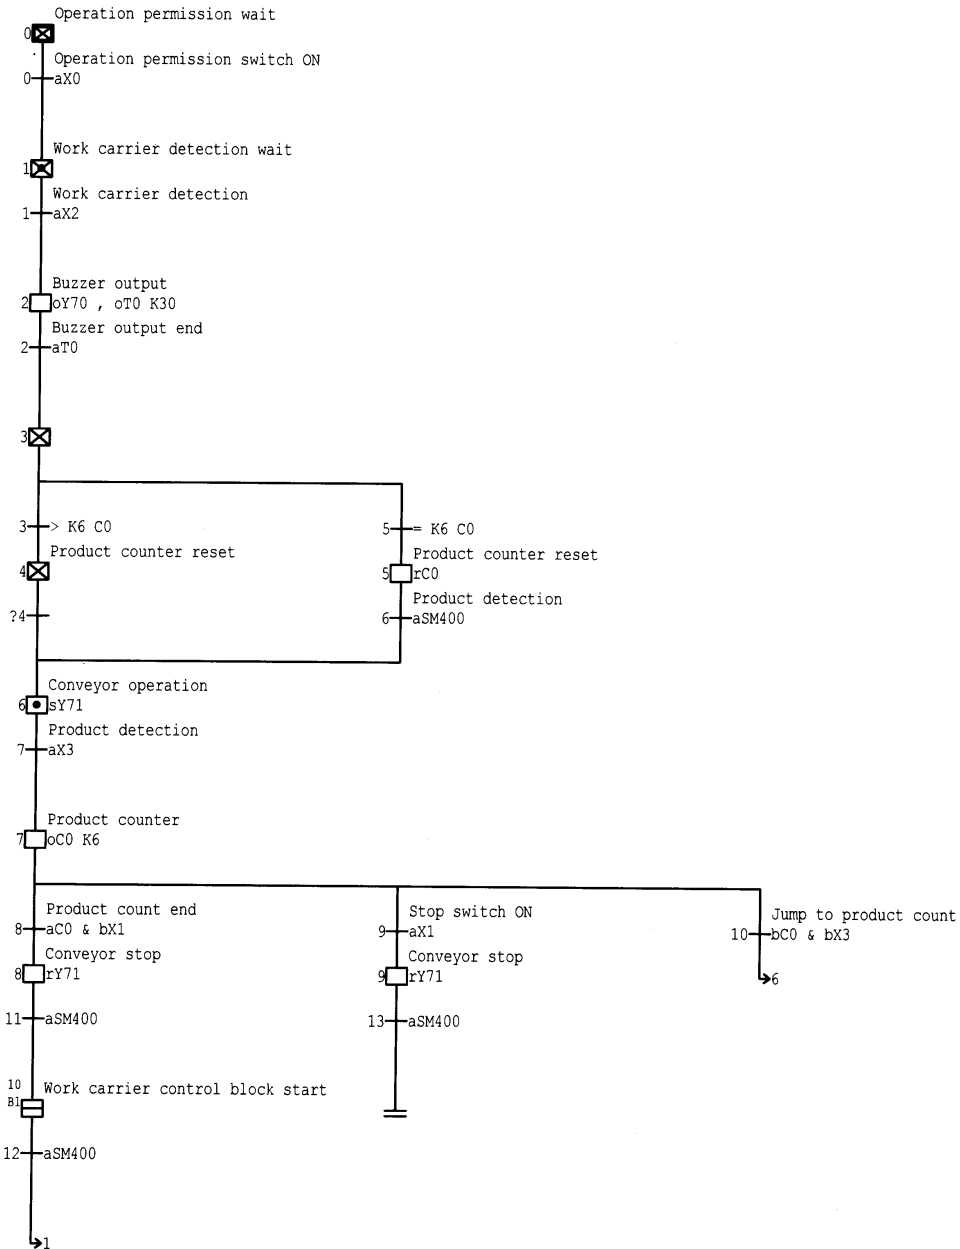 Operation permission wait
0
Operation permission switch ON
0 aX0
Work carrier detection wait
1
Work carrier detection
1 aX2
Buzzer output
2 oY70 , oT0 K30
Buzzer output end
2 aT0
3
3 > K6 C0
5 = K6 C0
Product counter reset
4
Product counter reset
5 rC0
?4
Product detection
6 aSM400
Conveyor operation
6 sY71
Product detection
7 aX3
Product counter
7 oC0 K6
Product count end
8 aC0 & bX1
Stop switch ON
9 aX1
Jump to product count
10 bC0 & bX3
Conveyor stop
8 rY71
Conveyor stop
9 rY71
6
11 aSM400
13 aSM400
10
B1
Work carrier control block start
12 aSM400
1